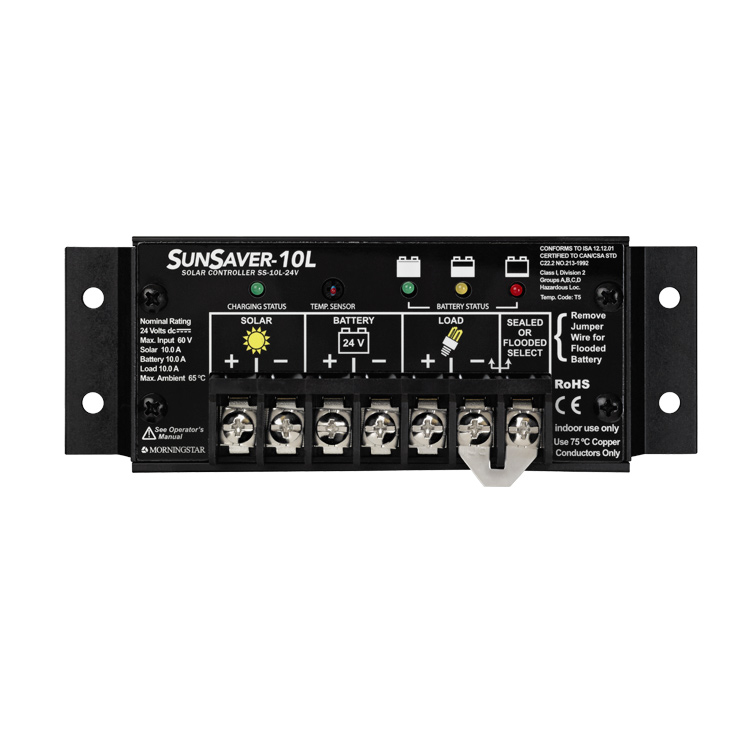 SUNSAVER-10L
SOLAR CONTROLLER SS-10L-24V
CONFORMS TO ISA 12.12.01
CERTIFIED TO CAN/CSA STD
C22.2 NO.213-1992
Class I, Division 2
Groups A,B,C,D
Hazardous Loc.
Temp. Code: T5
CHARGING STATUS
TEMP. SENSOR
BATTERY STATUS
Nominal Rating
24 Volts dc
Max. Input 60 V
Solar 10.0 A
Battery 10.0 A
Load 10.0 A
Max. Ambient 65 °C
SOLAR
+ −
BATTERY
24 V
+ −
LOAD
+ −
SEALED
OR
FLOODED
SELECT
Remove
Jumper
Wire for
Flooded
Battery
See Operator's
Manual
MORNINGSTAR
RoHS
CE
indoor use only
Use 75 °C Copper
Conductors Only